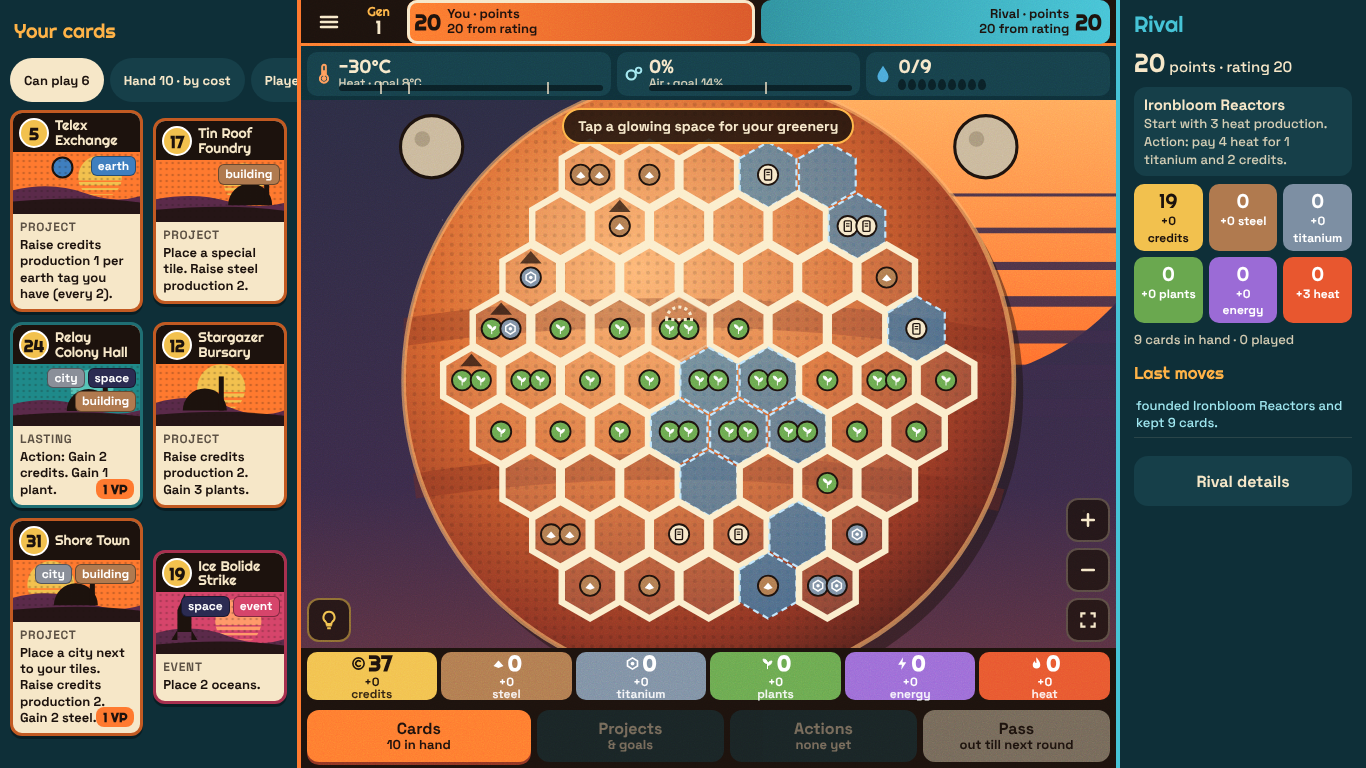 Your cards
Can play 6
Hand 10 · by cost
Playe
5
Telex
Exchange
earth
PROJECT
Raise credits
production 1 per
earth tag you
have (every 2).
17
Tin Roof
Foundry
building
PROJECT
Place a special
tile. Raise steel
production 2.
24
Relay
Colony Hall
city
space
building
LASTING
Action: Gain 2
credits. Gain 1
plant.
1 VP
12
Stargazer
Bursary
PROJECT
Raise credits
production 2.
Gain 3 plants.
31
Shore Town
city
building
PROJECT
Place a city next
to your tiles.
Raise credits
production 2.
Gain 2 steel.
1 VP
19
Ice Bolide
Strike
space
event
EVENT
Place 2 oceans.
Gen
1
20
You · points
20 from rating
Rival · points
20 from rating
20
-30°C
Heat · goal 8°C
0%
Air · goal 14%
0/9
Tap a glowing space for your greenery
© 37
+0
credits
0
+0
steel
0
+0
titanium
0
+0
plants
0
+0
energy
0
+0
heat
Cards
10 in hand
Projects
& goals
Actions
none yet
Pass
out till next round
Rival
20 points · rating 20
Ironbloom Reactors
Start with 3 heat production.
Action: pay 4 heat for 1
titanium and 2 credits.
19
+0
credits
0
+0 steel
0
+0
titanium
0
+0 plants
0
+0
energy
0
+3 heat
9 cards in hand · 0 played
Last moves
founded Ironbloom Reactors and
kept 9 cards.
Rival details